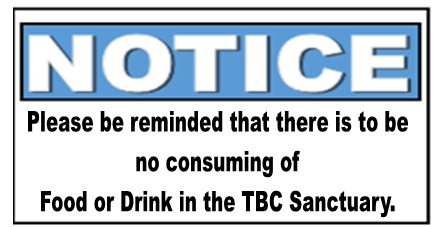 NOTICE
Please be reminded that there is to be
no consuming of
Food or Drink in the TBC Sanctuary.